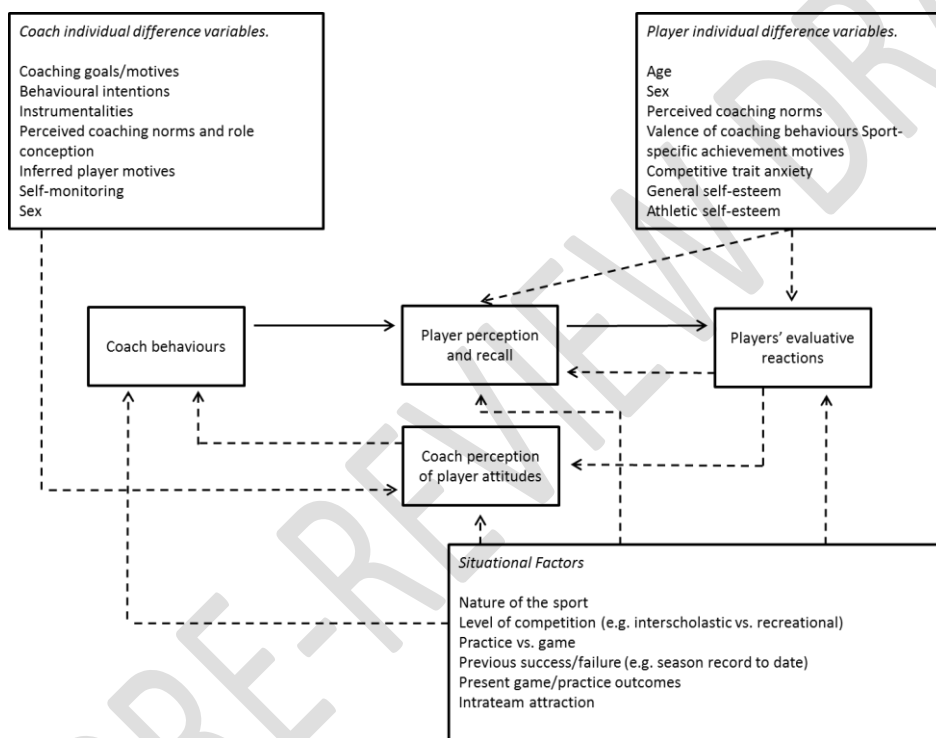 Coach individual difference variables.
Coaching goals/motives
Behavioural intentions
Instrumentalities
Perceived coaching norms and role
conception
Inferred player motives
Self-monitoring
Sex
Player individual difference variables.
Age
Sex
Perceived coaching norms
Valence of coaching behaviours Sport-
specific achievement motives
Competitive trait anxiety
General self-esteem
Athletic self-esteem
Coach behaviours
Player perception
and recall
Players’ evaluative
reactions
Coach perception
of player attitudes
Situational Factors
Nature of the sport
Level of competition (e.g. interscholastic vs. recreational)
Practice vs. game
Previous success/failure (e.g. season record to date)
Present game/practice outcomes
Intrateam attraction
RE-REVIEW DRA